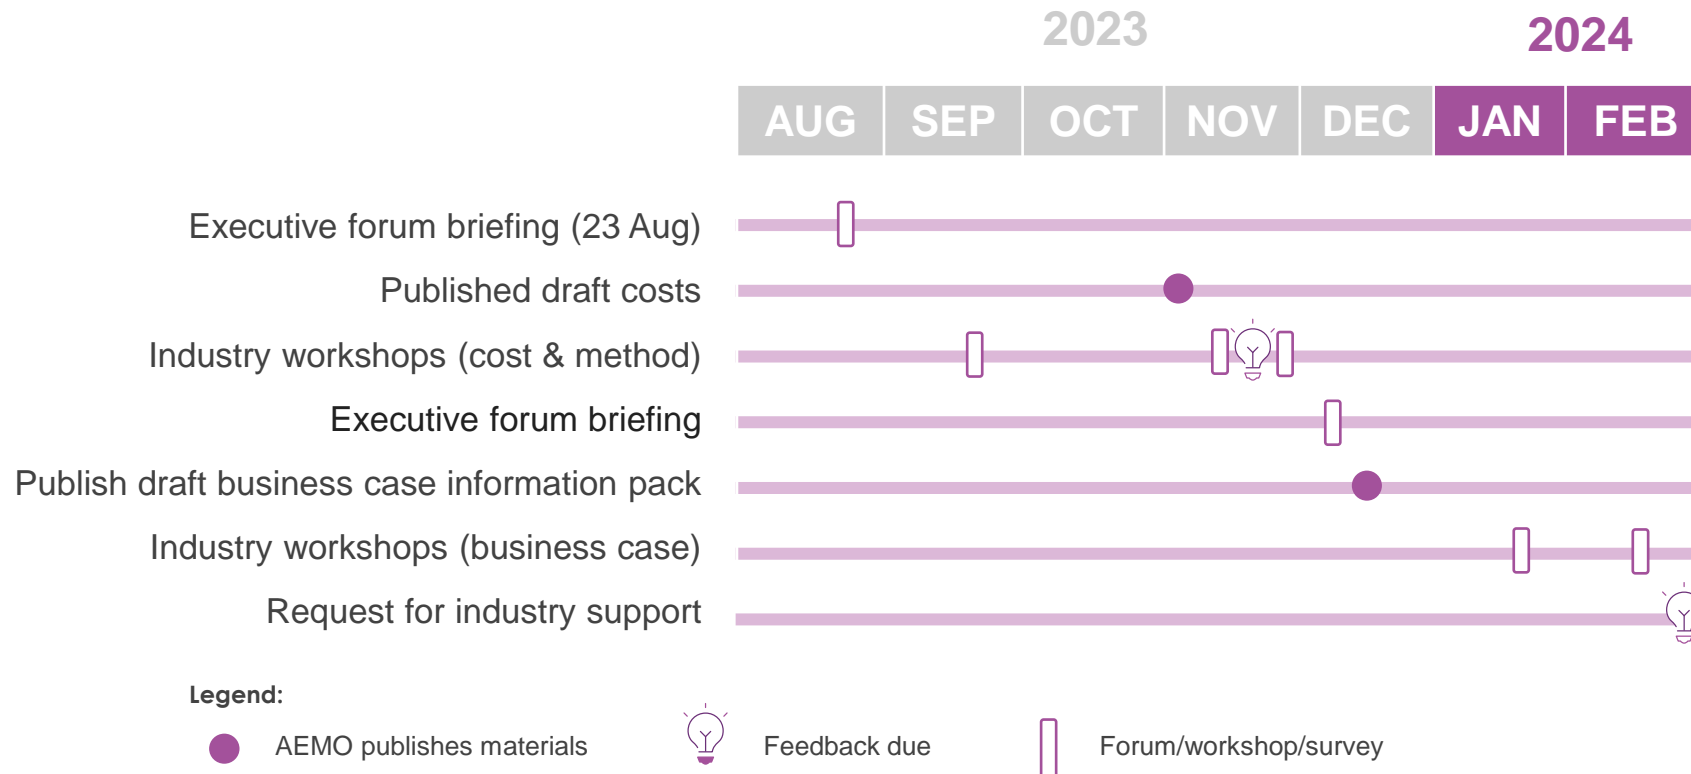 2023
2024
AUG SEP OCT NOV DEC JAN FEB
Executive forum briefing (23 Aug)
Published draft costs
Industry workshops (cost & method)
Executive forum briefing
Publish draft business case information pack
Industry workshops (business case)
Request for industry support
Legend:
AEMO publishes materials
Feedback due
Forum/workshop/survey